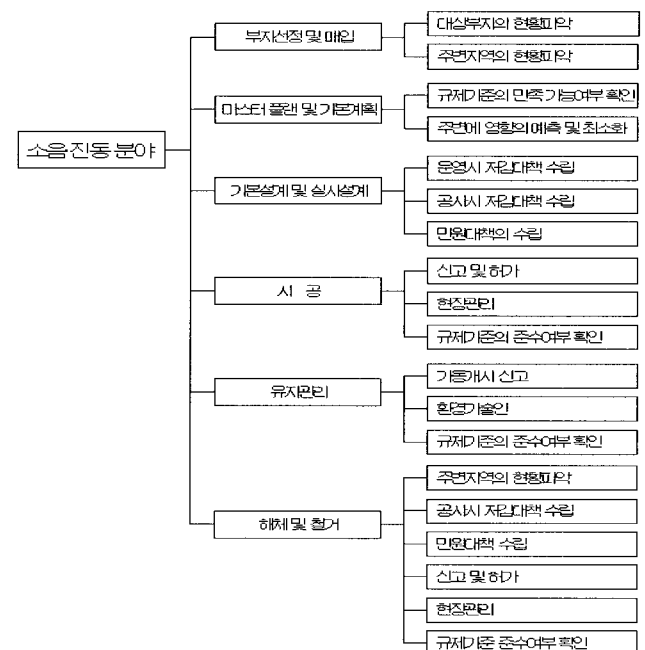 소음·진동 분야
부지선정 및 매입
대상부지의 현황파악
주변지역의 현황파악
마스터 플랜 및 기본계획
규제기준의 만족 가능여부 확인
주변에 영향의 예측 및 최소화
기본설계 및 실시설계
운영시 저감대책 수립
공사시 저감대책 수립
민원대책의 수립
시 공
신고 및 허가
현장관리
규제기준의 준수여부 확인
유지관리
가동개시 신고
환경기술인
규제기준의 준수여부 확인
해체 및 철거
주변지역의 현황파악
공사시 저감대책 수립
민원대책 수립
신고 및 허가
현장관리
규제기준 준수여부 확인